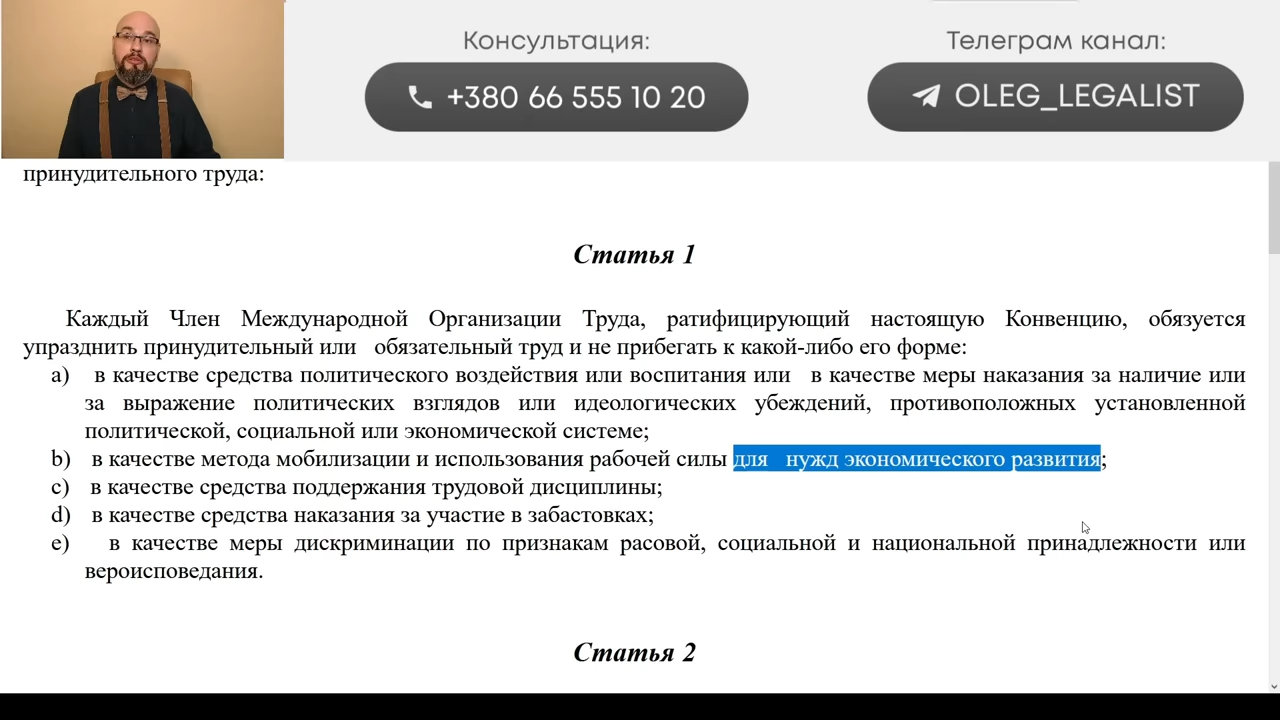 Консультация:
+380 66 555 10 20
Телеграм канал:
OLEG_LEGALIST
принудительного труда:
Статья 1
Каждый Член Международной Организации Труда, ратифицирующий настоящую Конвенцию, обязуется
упразднить принудительный или обязательный труд и не прибегать к какой-либо его форме:
a) в качестве средства политического воздействия или воспитания или в качестве меры наказания за наличие или
за выражение политических взглядов или идеологических убеждений, противоположных установленной
политической, социальной или экономической системе;
b) в качестве метода мобилизации и использования рабочей силы для нужд экономического развития;
c) в качестве средства поддержания трудовой дисциплины;
d) в качестве средства наказания за участие в забастовках;
e) в качестве меры дискриминации по признакам расовой, социальной и национальной принадлежности или
вероисповедания.
Статья 2